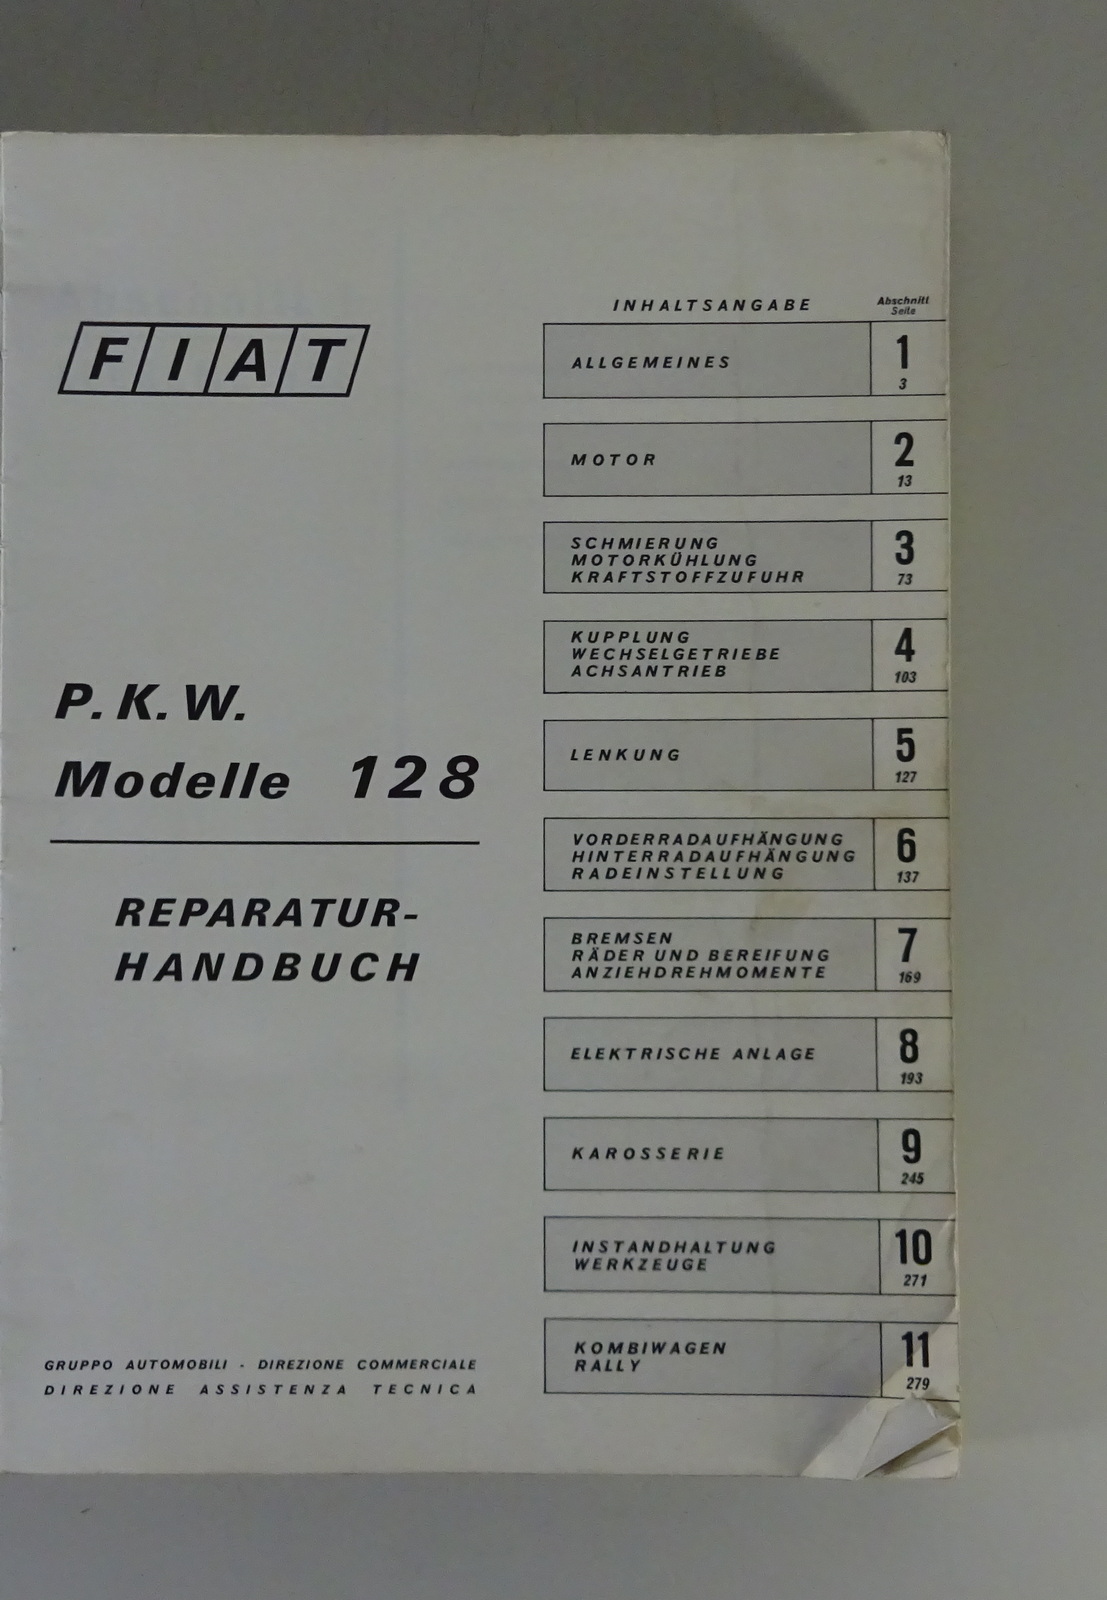 FIAT
P. K. W.
Modelle 128
REPARATUR-
HANDBUCH
GRUPPO AUTOMOBILI - DIREZIONE COMMERCIALE
DIREZIONE ASSISTENZA TECNICA
INHALTSANGABE
Abschnitt
Seite
ALLGEMEINES
1
3
MOTOR
2
13
SCHMIERUNG
MOTORKÜHLUNG
KRAFTSTOFFZUFUHR
3
73
KUPPLUNG
WECHSELGETRIEBE
ACHSANTRIEB
4
103
LENKUNG
5
127
VORDERRADAUFHÄNGUNG
HINTERRADAUFHÄNGUNG
RADEINSTELLUNG
6
137
BREMSEN
RÄDER UND BEREIFUNG
ANZIEHDREHMOMENTE
7
169
ELEKTRISCHE ANLAGE
8
193
KAROSSERIE
9
245
INSTANDHALTUNG
WERKZEUGE
10
271
KOMBIWAGEN
RALLY
11
279